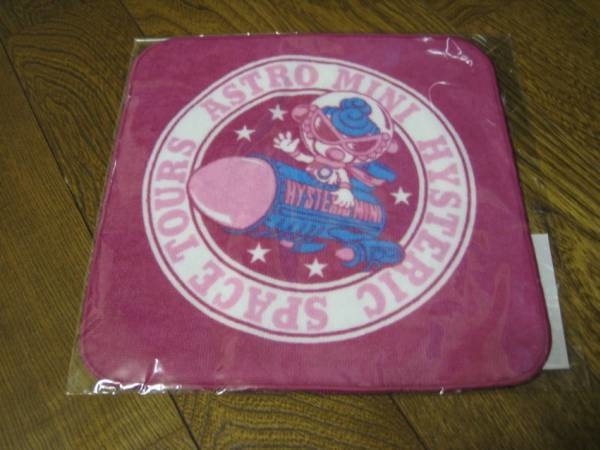 ASTRO MINI HYSTERIC SPACE TOURS
HYSTERIC MINI